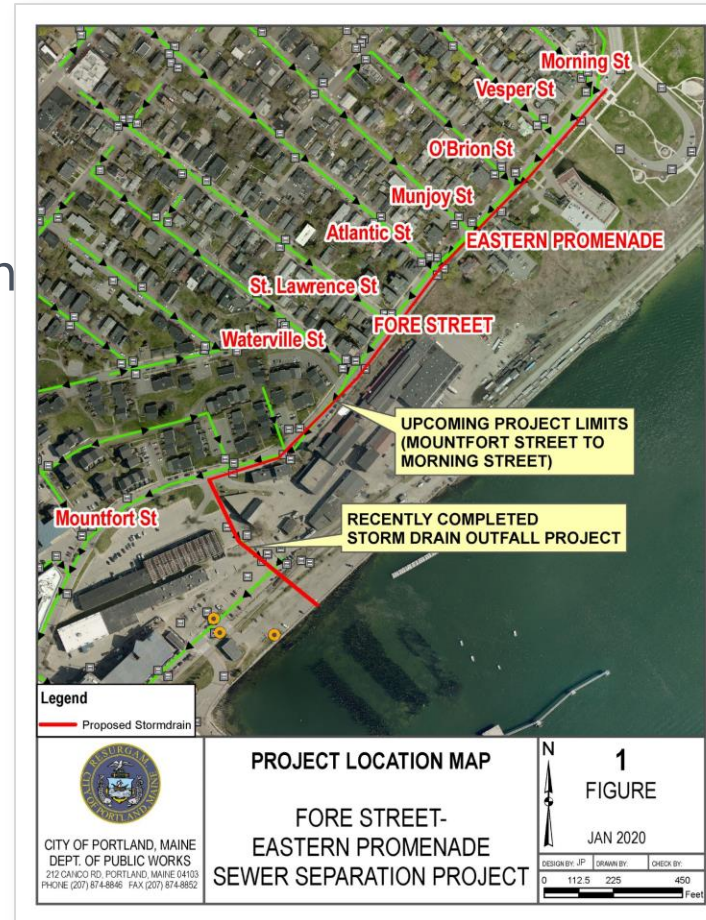 n
Morning St
Vesper St
O'Brion St
Munjoy St
Atlantic St
EASTERN PROMENADE
St. Lawrence St
FORE STREET
Waterville St
UPCOMING PROJECT LIMITS
(MOUNTFORT STREET TO
MORNING STREET)
RECENTLY COMPLETED
STORM DRAIN OUTFALL PROJECT
Mountfort St
Legend
Proposed Stormdrain
RESURGAM
CITY OF PORTLAND, MAINE
CITY OF PORTLAND, MAINE
DEPT. OF PUBLIC WORKS
212 CANCO RD, PORTLAND, MAINE 04103
PHONE (207) 874-8846 FAX (207) 874-8852
PROJECT LOCATION MAP
FORE STREET-
EASTERN PROMENADE
SEWER SEPARATION PROJECT
N
1
FIGURE
JAN 2020
DESIGN BY: JP DRAWN BY: CHECK BY:
0 112.5 225 450
Feet